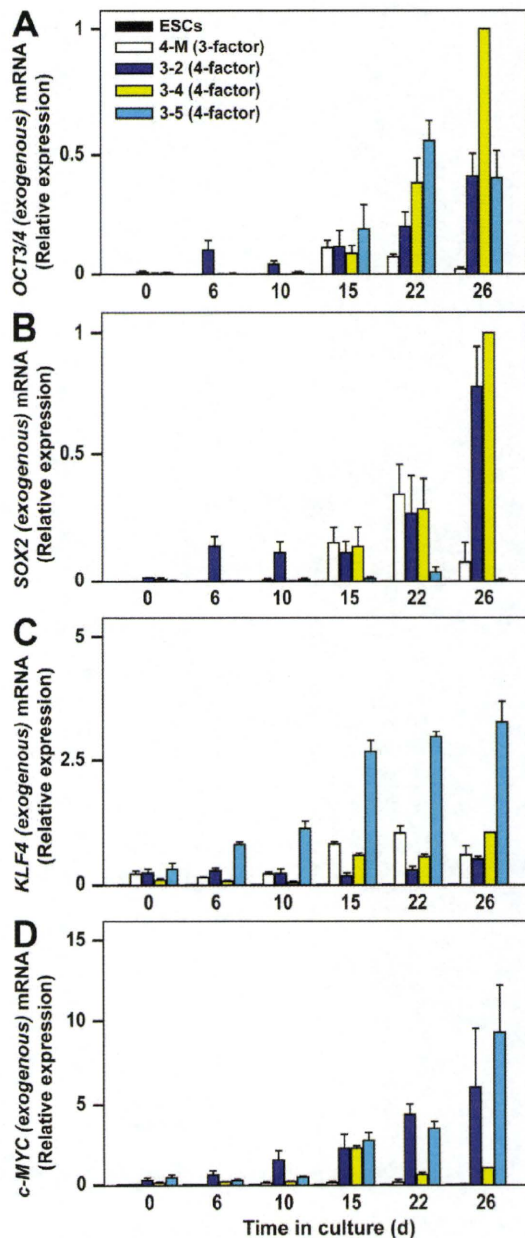 A
ESCs
4-M (3-factor)
3-2 (4-factor)
3-4 (4-factor)
3-5 (4-factor)
OCT3/4 (exogenous) mRNA
(Relative expression)
1
0.5
0
0 6 10 15 22 26
B
SOX2 (exogenous) mRNA
(Relative expression)
1
0.5
0
0 6 10 15 22 26
C
KLF4 (exogenous) mRNA
(Relative expression)
5
2.5
0
0 6 10 15 22 26
D
c-MYC (exogenous) mRNA
(Relative expression)
15
10
5
0
0 6 10 15 22 26
Time in culture (d)